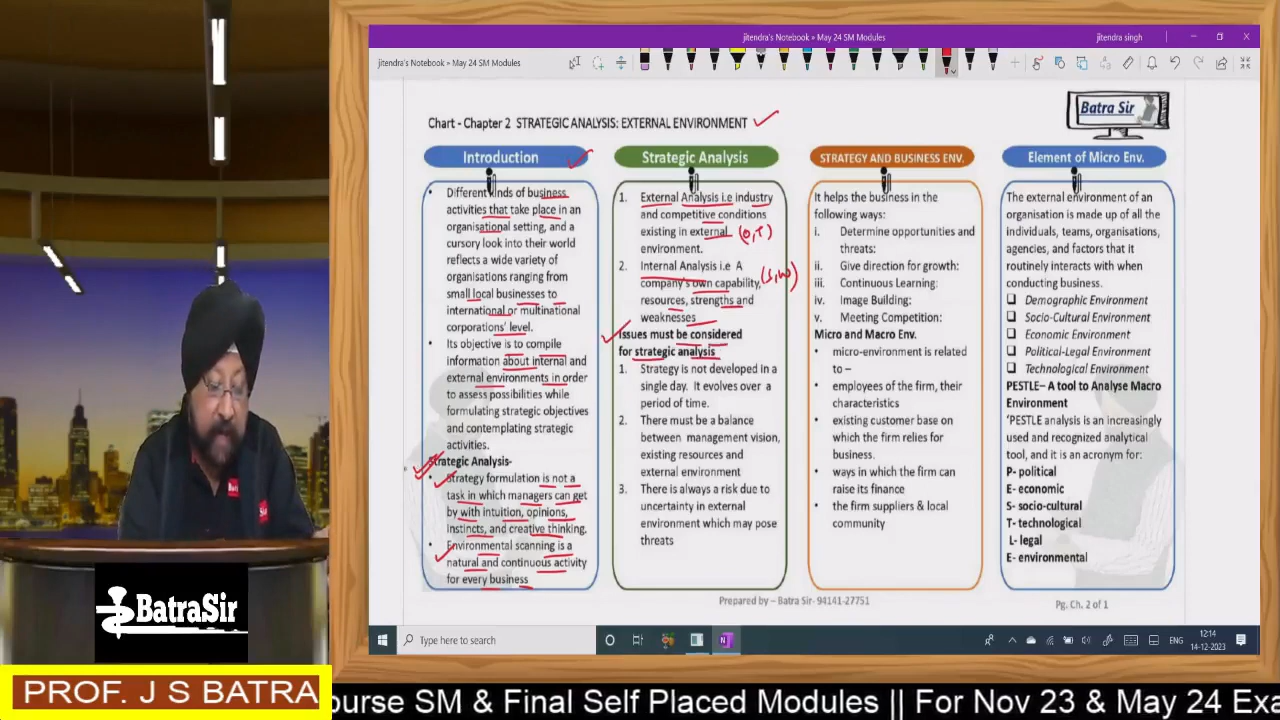 jitendra's Notebook » May 24 SM Modules
jitendra singh
jitendra's Notebook » May 24 SM Modules
Chart - Chapter 2 STRATEGIC ANALYSIS: EXTERNAL ENVIRONMENT
Batra Sir
Introduction
• Different kinds of business
activities that take place in an
organisational setting, and a
cursory look into their world
reflects a wide variety of
organisations ranging from
small local businesses to
international or multinational
corporations' level.
• Its objective is to compile
information about internal and
external environments in order
to assess possibilities while
formulating strategic objectives
and contemplating strategic
activities.
Strategic Analysis-
• Strategy formulation is not a
task in which managers can get
by with intuition, opinions,
instincts, and creative thinking.
• Environmental scanning is a
natural and continuous activity
for every business
Strategic Analysis
1. External Analysis i.e industry
and competitive conditions
existing in external (O,T)
environment.
2. Internal Analysis i.e A
company's own capability, (S,W)
resources, strengths and
weaknesses
Issues must be considered
for strategic analysis
1. Strategy is not developed in a
single day. It evolves over a
period of time.
2. There must be a balance
between management vision,
existing resources and
external environment
3. There is always a risk due to
uncertainty in external
environment which may pose
threats
STRATEGY AND BUSINESS ENV.
It helps the business in the
following ways:
i. Determine opportunities and
threats:
ii. Give direction for growth:
iii. Continuous Learning:
iv. Image Building:
v. Meeting Competition:
Micro and Macro Env.
• micro-environment is related
to –
• employees of the firm, their
characteristics
• existing customer base on
which the firm relies for
business.
• ways in which the firm can
raise its finance
• the firm suppliers & local
community
Element of Micro Env.
The external environment of an
organisation is made up of all the
individuals, teams, organisations,
agencies, and factors that it
routinely interacts with when
conducting business.
❑ Demographic Environment
❑ Socio-Cultural Environment
❑ Economic Environment
❑ Political-Legal Environment
❑ Technological Environment
PESTLE– A tool to Analyse Macro
Environment
'PESTLE analysis is an increasingly
used and recognized analytical
tool, and it is an acronym for:
P- political
E- economic
S- socio-cultural
T- technological
L- legal
E- environmental
Prepared by – Batra Sir- 94141-27751
Pg. Ch. 2 of 1
Type here to search
ENG
12:14
14-12-2023
BatraSir
PROF. J S BATRA
ourse SM & Final Self Placed Modules || For Nov 23 & May 24 Exa